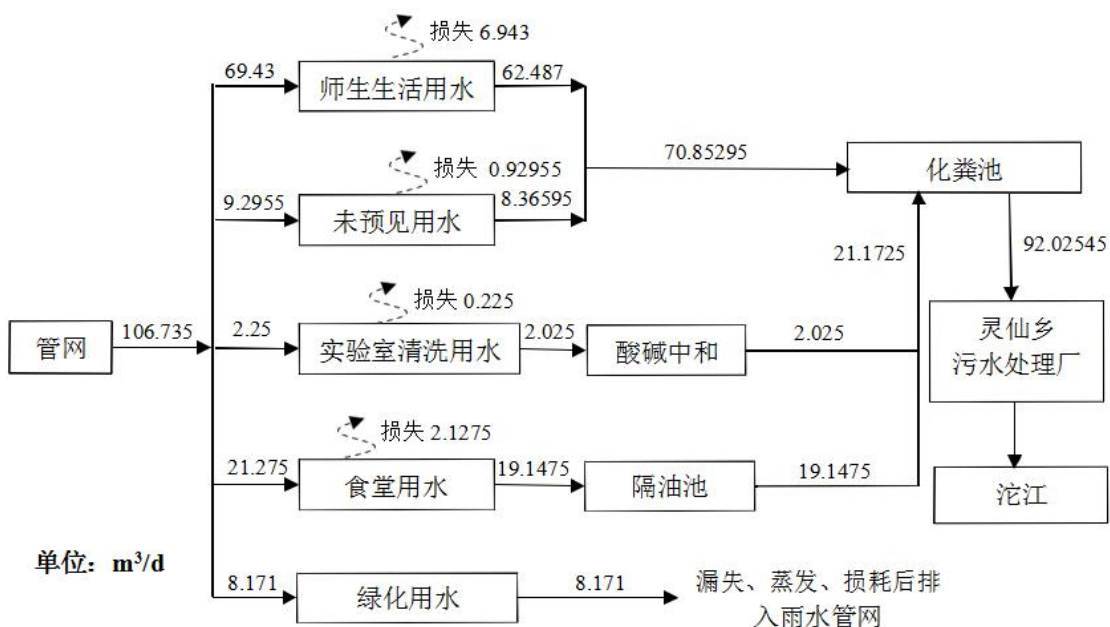 损失 6.943
69.43
师生生活用水
62.487
损失 0.92955
70.85295
化粪池
9.2955
未预见用水
8.36595
21.1725
92.02545
损失 0.225
管网
106.735
2.25
实验室清洗用水
2.025
酸碱中和
2.025
灵仙乡
污水处理厂
损失 2.1275
21.275
食堂用水
19.1475
隔油池
19.1475
沱江
单位：m³/d
8.171
绿化用水
8.171
漏失、蒸发、损耗后排
入雨水管网